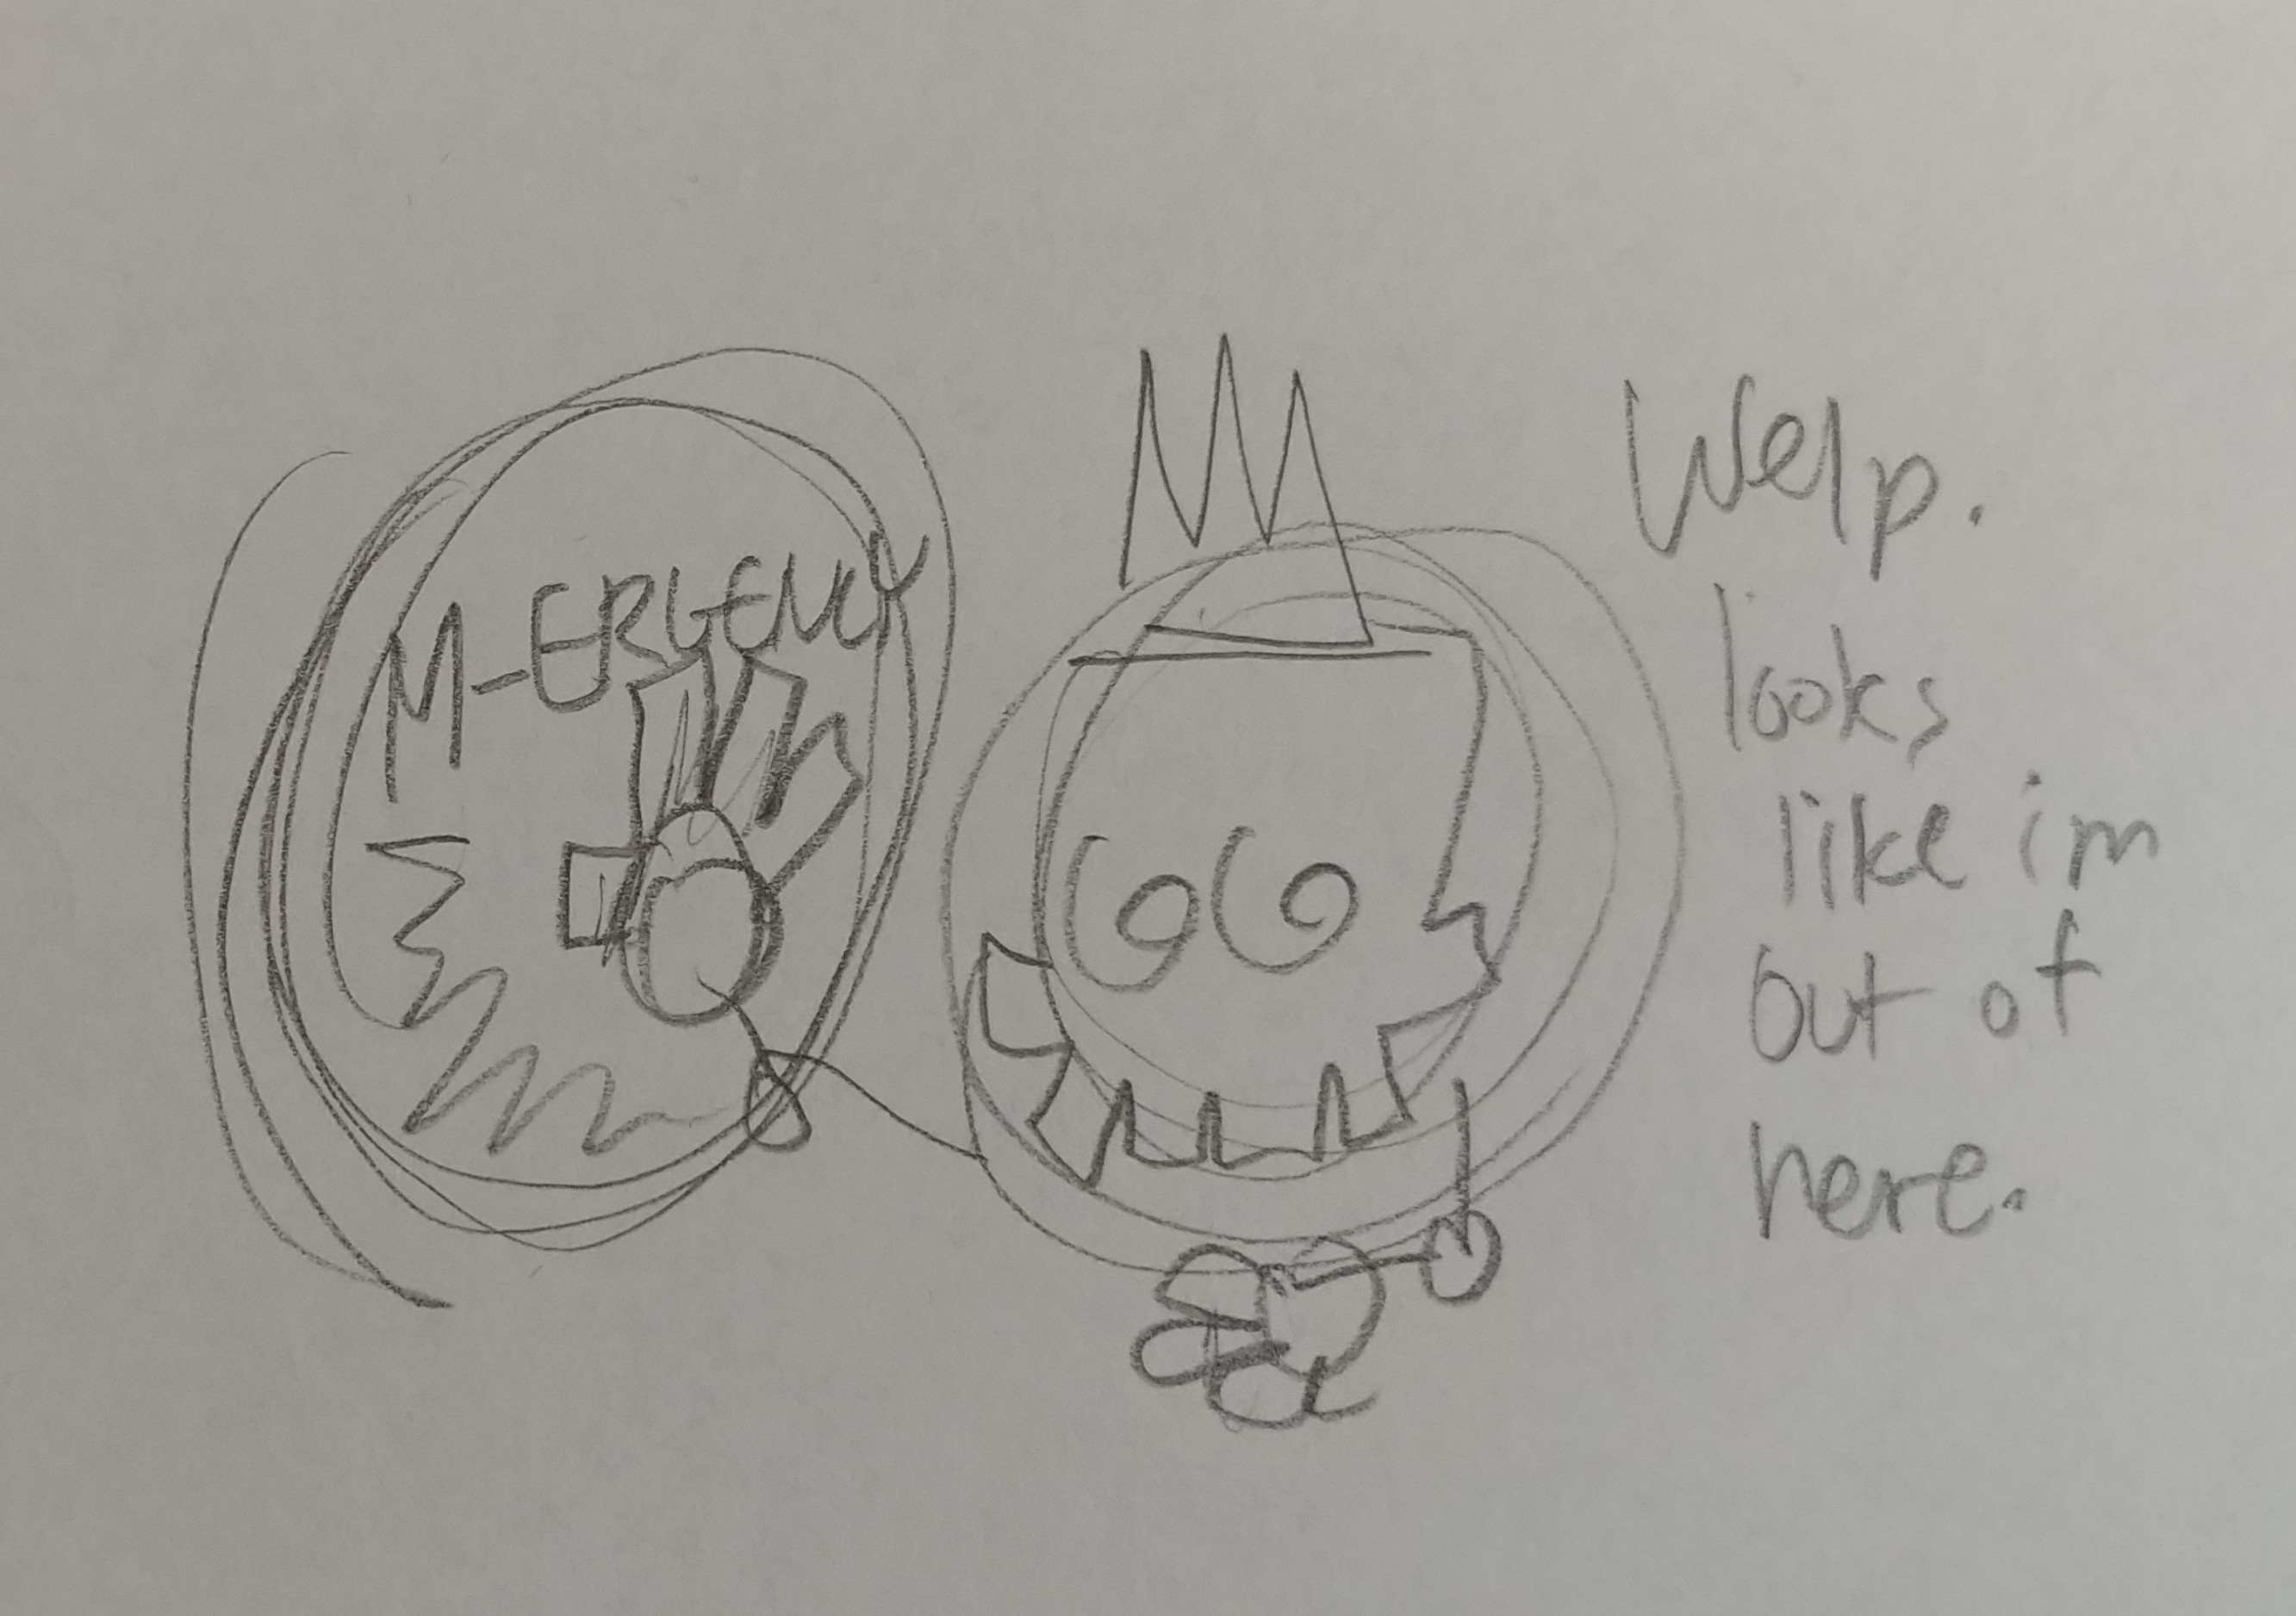 M-ERGENCY
Welp.
looks
like im
out of
here.